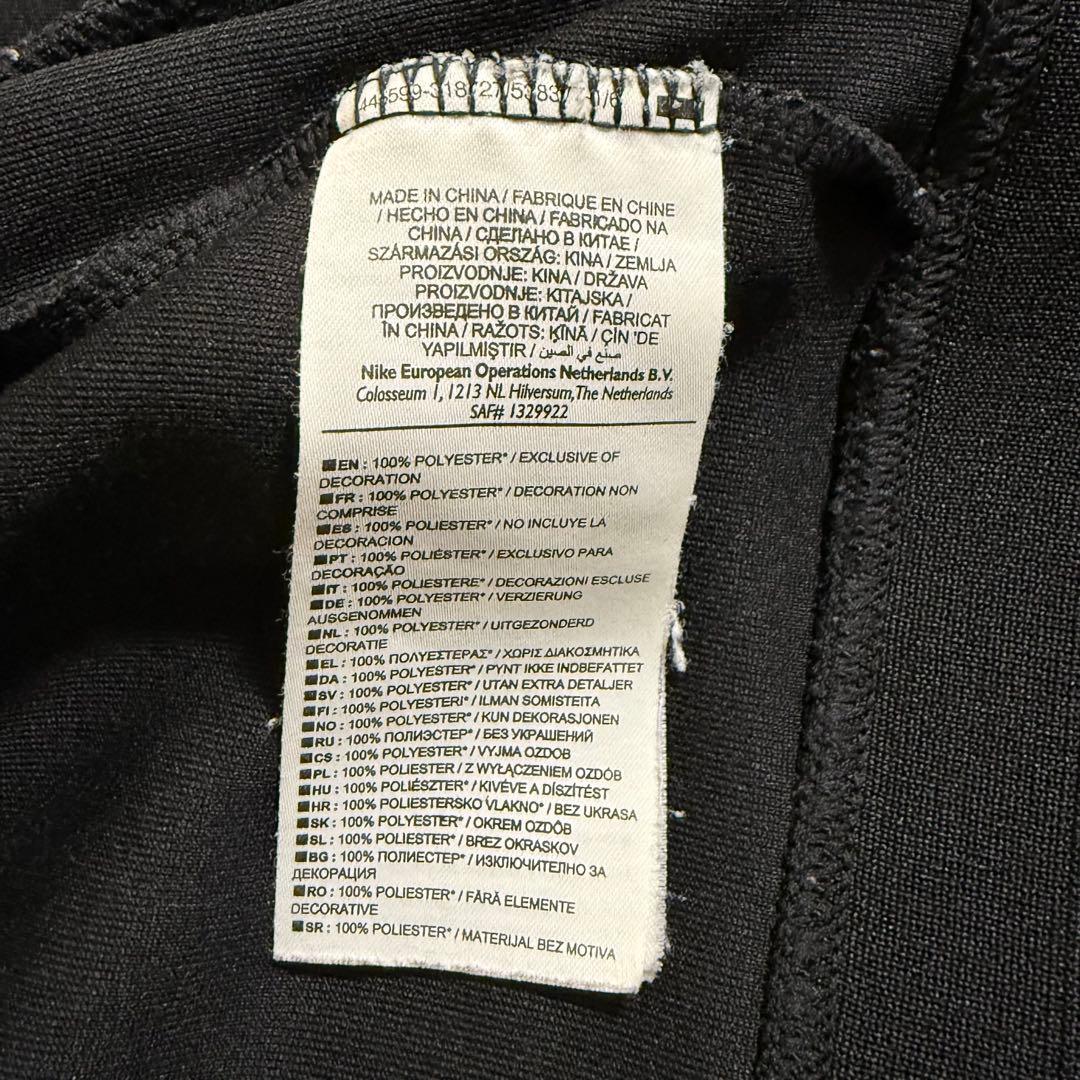 MADE IN CHINA / FABRIQUE EN CHINE
/ HECHO EN CHINA / FABRICADO NA
CHINA / СДЕЛАНО В КИТАЕ /
SZÁRMAZÁSI ORSZÁG: KINA / ZEMLJA
PROIZVODNJE: KINA / DRŽAVA
PROIZVODNJE: KITAJSKA /
ПРОИЗВЕДЕНО В КИТАЙ / FABRICAT
ÎN CHINA / RAŽOTS: ĶĪNĀ / ÇİN 'DE
YAPILMIŞTIR / صنع في الصين
Nike European Operations Netherlands B.V.
Colosseum 1, 1213 NL Hilversum, The Netherlands
SAF# 1329922
EN : 100% POLYESTER* / EXCLUSIVE OF
DECORATION
FR : 100% POLYESTER* / DECORATION NON
COMPRISE
ES : 100% POLIESTER* / NO INCLUYE LA
DECORACION
PT : 100% POLIÉSTER* / EXCLUSIVO PARA
DECORAÇÃO
IT : 100% POLIESTERE* / DECORAZIONI ESCLUSE
DE : 100% POLYESTER* / VERZIERUNG
AUSGENOMMEN
NL : 100% POLYESTER* / UITGEZONDERD
DECORATIE
EL : 100% ΠΟΛΥΕΣΤΕΡΑΣ* / ΧΩΡΙΣ ΔΙΑΚΟΣΜΗΤΙΚΑ
DA : 100% POLYESTER* / PYNT IKKE INDBEFATTET
SV : 100% POLYESTER* / UTAN EXTRA DETALJER
FI : 100% POLYESTERI* / ILMAN SOMISTEITA
NO : 100% POLYESTER* / KUN DEKORASJONEN
RU : 100% ПОЛИЭСТЕР* / БЕЗ УКРАШЕНИЙ
CS : 100% POLYESTER* / VYJMA OZDOB
PL : 100% POLIESTER / Z WYŁĄCZENIEM OZDÓB
HU : 100% POLIÉSZTER* / KIVÉVE A DÍSZÍTÉST
HR : 100% POLIESTERSKO VLAKNO* / BEZ UKRASA
SK : 100% POLYESTER* / OKREM OZDÔB
SL : 100% POLIESTER* / BREZ OKRASKOV
BG : 100% ПОЛИЕСТЕР* / ИЗКЛЮЧИТЕЛНО ЗА
ДЕКОРАЦИЯ
RO : 100% POLIESTER* / FĂRĂ ELEMENTE
DECORATIVE
SR : 100% POLIESTER* / MATERIJAL BEZ MOTIVA